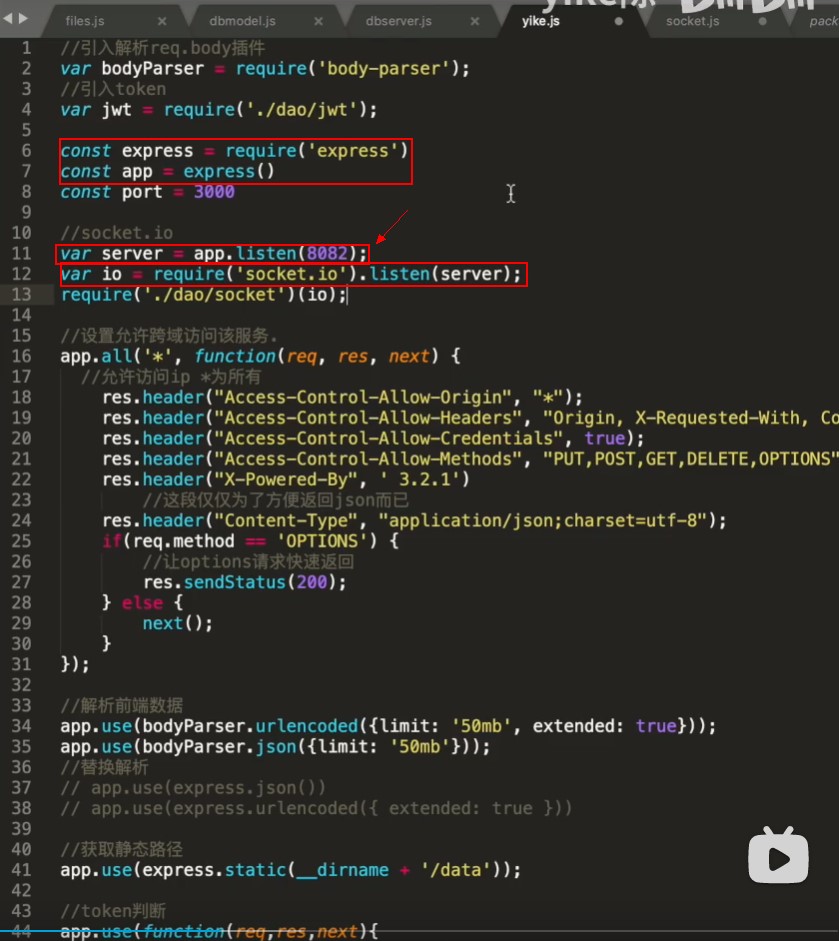 files.js
dbmodel.js
dbserver.js
yike.js
socket.js
pack
1 //引入解析req.body插件
2 var bodyParser = require('body-parser');
3 //引入token
4 var jwt = require('./dao/jwt');
5
6 const express = require('express')
7 const app = express()
8 const port = 3000
9
10 //socket.io
11 var server = app.listen(8082);
12 var io = require('socket.io').listen(server);
13 require('./dao/socket')(io);
14
15 //设置允许跨域访问该服务.
16 app.all('*', function(req, res, next) {
17 //允许访问ip *为所有
18 res.header("Access-Control-Allow-Origin", "*");
19 res.header("Access-Control-Allow-Headers", "Origin, X-Requested-With, Co
20 res.header("Access-Control-Allow-Credentials", true);
21 res.header("Access-Control-Allow-Methods", "PUT,POST,GET,DELETE,OPTIONS"
22 res.header("X-Powered-By", ' 3.2.1')
23 //这段仅仅为了方便返回json而已
24 res.header("Content-Type", "application/json;charset=utf-8");
25 if(req.method == 'OPTIONS') {
26 //让options请求快速返回
27 res.sendStatus(200);
28 } else {
29 next();
30 }
31 });
32
33 //解析前端数据
34 app.use(bodyParser.urlencoded({limit: '50mb', extended: true}));
35 app.use(bodyParser.json({limit: '50mb'}));
36 //替换解析
37 // app.use(express.json())
38 // app.use(express.urlencoded({ extended: true }))
39
40 //获取静态路径
41 app.use(express.static(__dirname + '/data'));
42
43 //token判断
44 app.use(function(req,res,next){